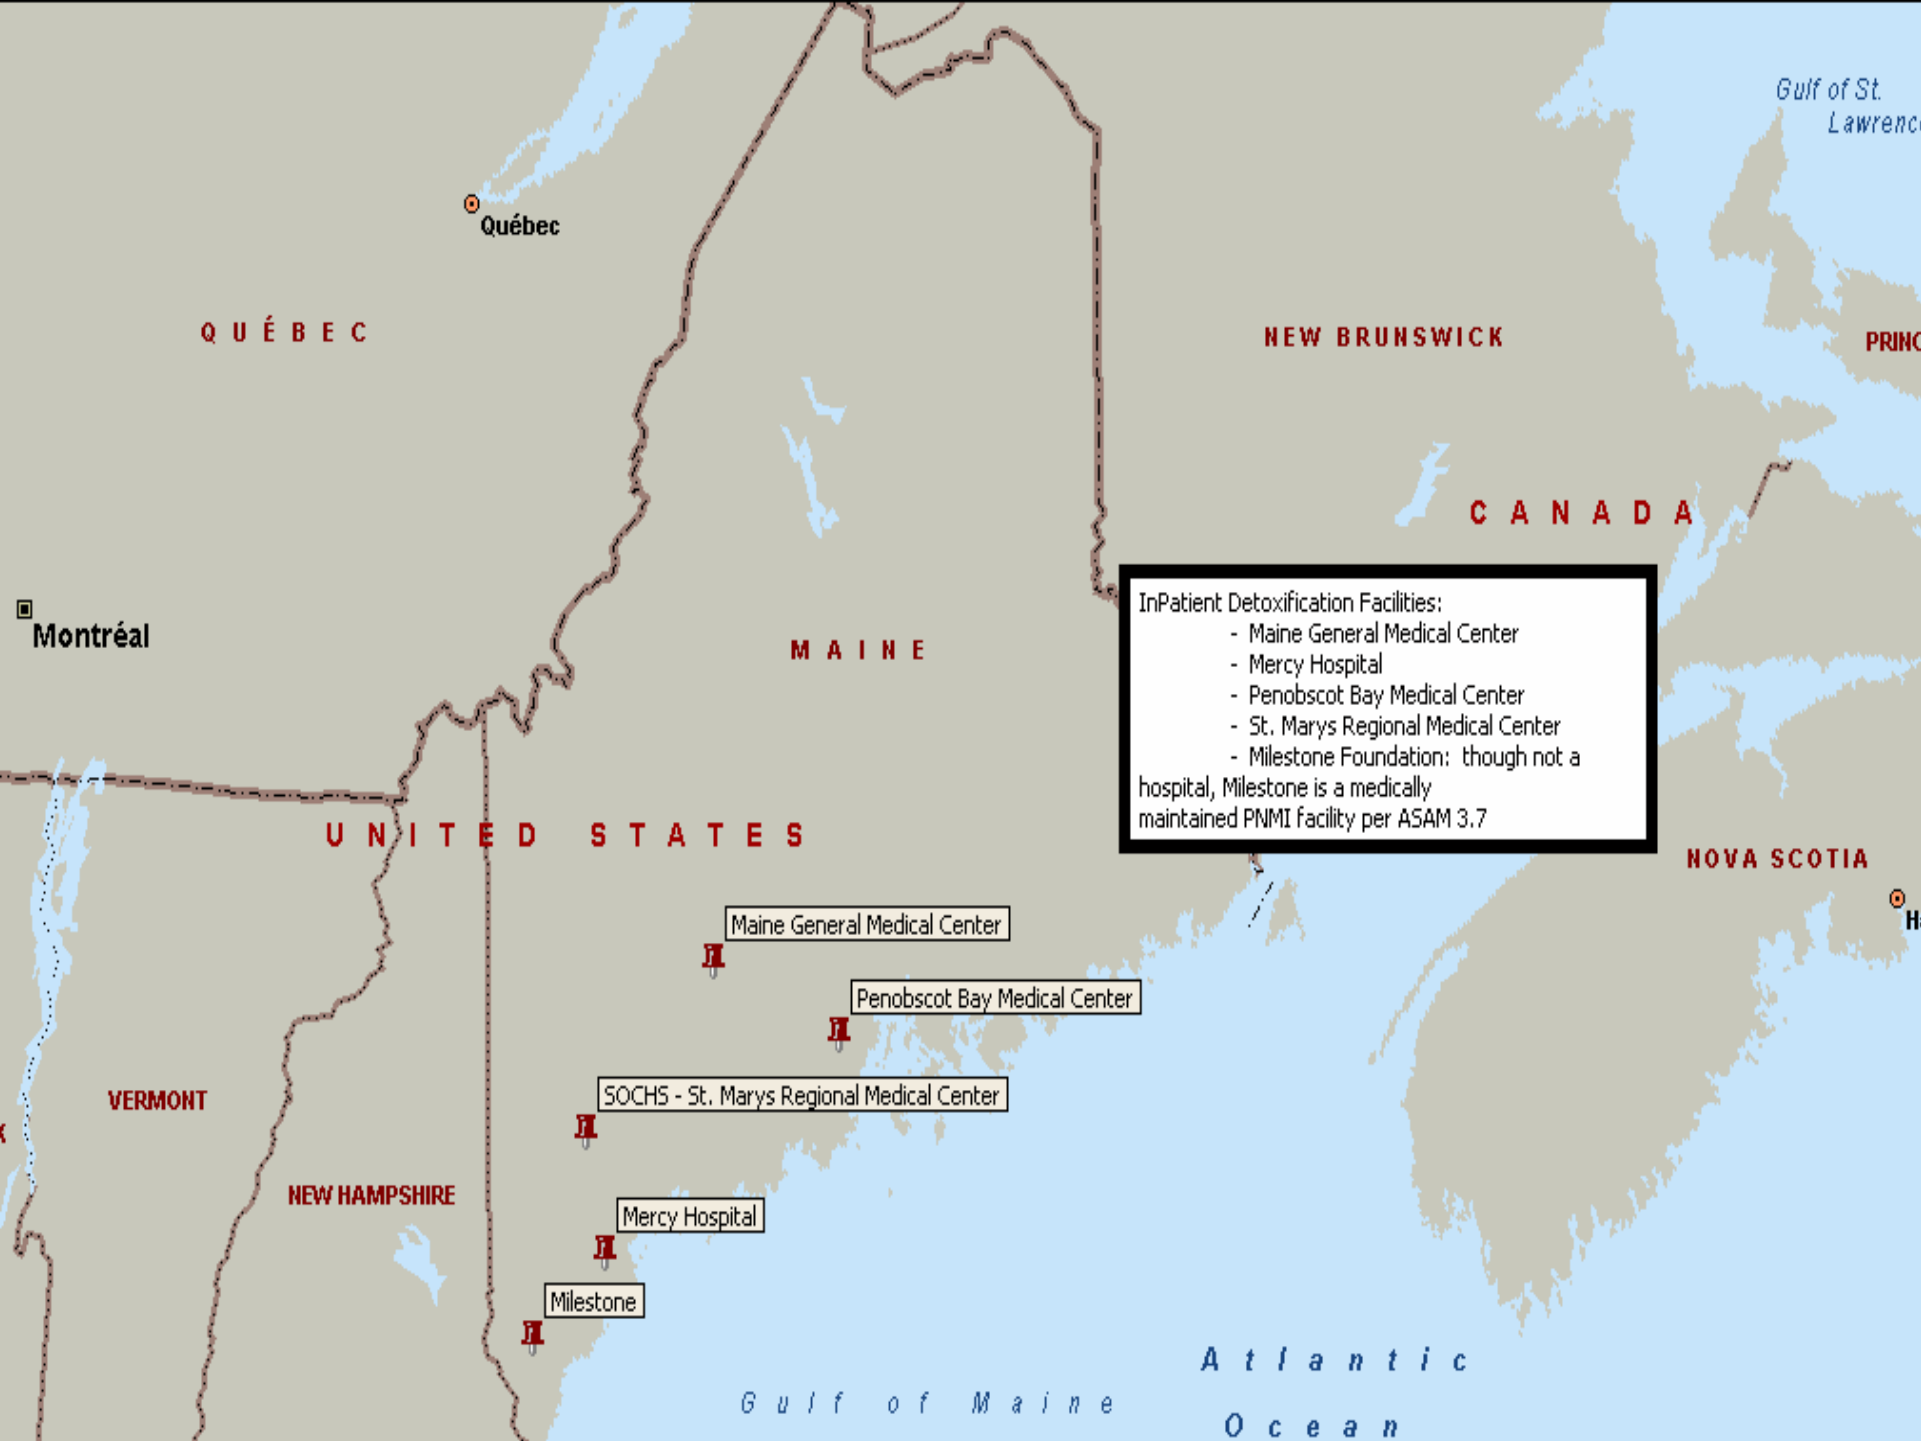 Gulf of St.
Lawrence
Québec
QUÉBEC
NEW BRUNSWICK
PRINC
CANADA
Montréal
MAINE
InPatient Detoxification Facilities:
- Maine General Medical Center
- Mercy Hospital
- Penobscot Bay Medical Center
- St. Marys Regional Medical Center
- Milestone Foundation: though not a
hospital, Milestone is a medically
maintained PNMI facility per ASAM 3.7
UNITED STATES
NOVA SCOTIA
Ha
Maine General Medical Center
Penobscot Bay Medical Center
SOCHS - St. Marys Regional Medical Center
VERMONT
K
NEW HAMPSHIRE
Mercy Hospital
Milestone
Atlantic
Ocean
Gulf of Maine